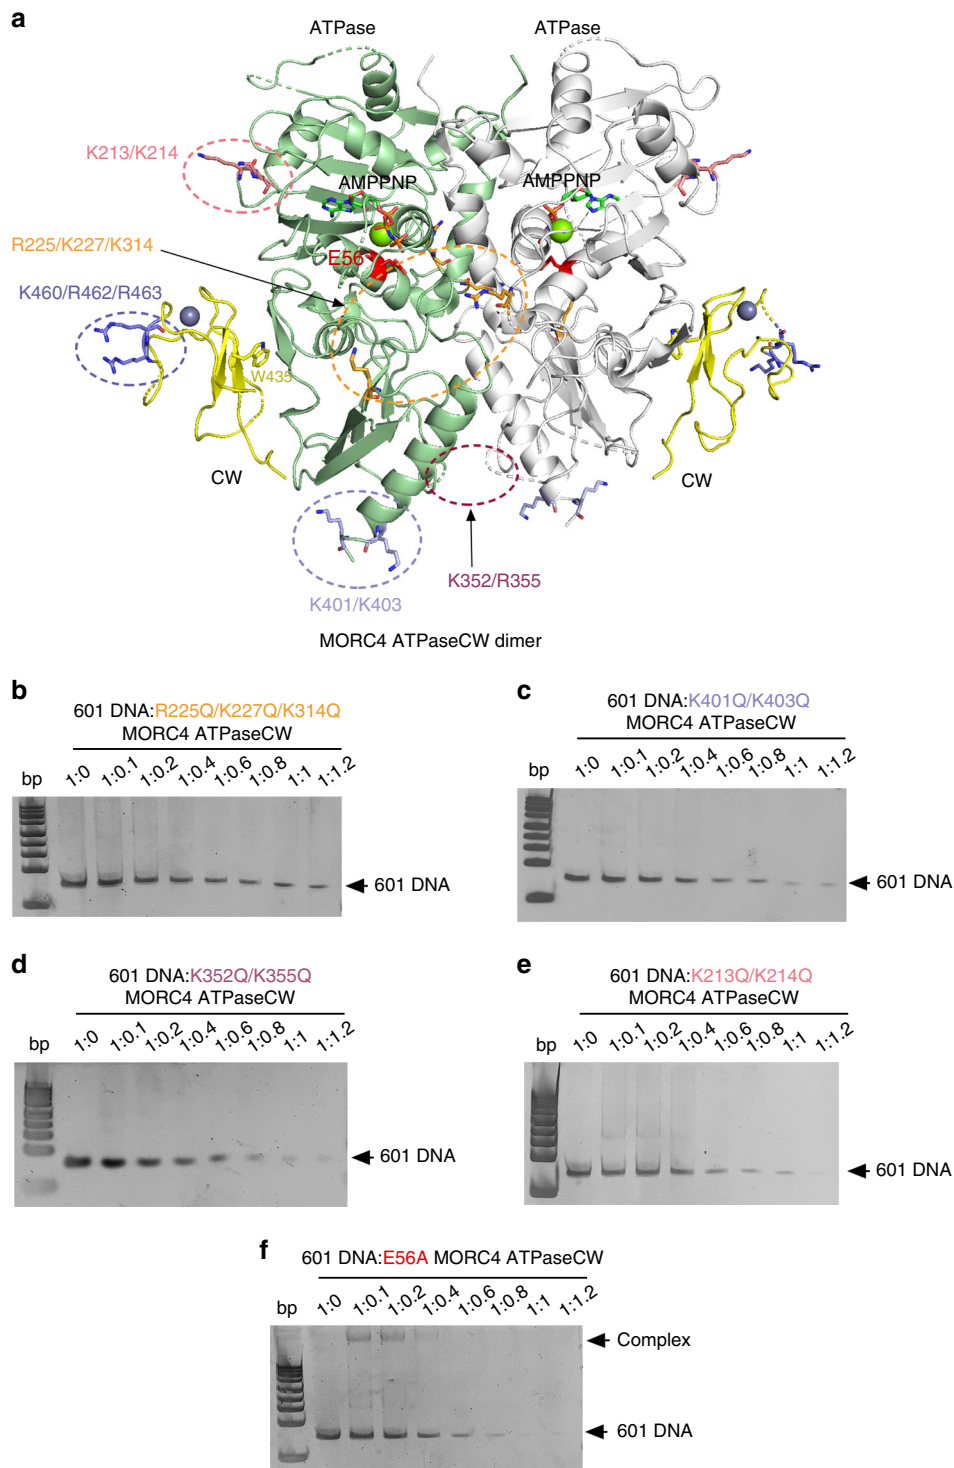 a
ATPase
ATPase
K213/K214
AMPPNP
AMPPNP
R225/K227/K314
E56
K460/R462/R463
W435
CW
CW
K352/R355
K401/K403
MORC4 ATPaseCW dimer
b
601 DNA:R225Q/K227Q/K314Q
MORC4 ATPaseCW
bp
1:0
1:0.1
1:0.2
1:0.4
1:0.6
1:0.8
1:1
1:1.2
601 DNA
c
601 DNA:K401Q/K403Q
MORC4 ATPaseCW
bp
1:0
1:0.1
1:0.2
1:0.4
1:0.6
1:0.8
1:1
1:1.2
601 DNA
d
601 DNA:K352Q/K355Q
MORC4 ATPaseCW
bp
1:0
1:0.1
1:0.2
1:0.4
1:0.6
1:0.8
1:1
1:1.2
601 DNA
e
601 DNA:K213Q/K214Q
MORC4 ATPaseCW
bp
1:0
1:0.1
1:0.2
1:0.4
1:0.6
1:0.8
1:1
1:1.2
601 DNA
f
601 DNA:E56A MORC4 ATPaseCW
bp
1:0
1:0.1
1:0.2
1:0.4
1:0.6
1:0.8
1:1
1:1.2
Complex
601 DNA